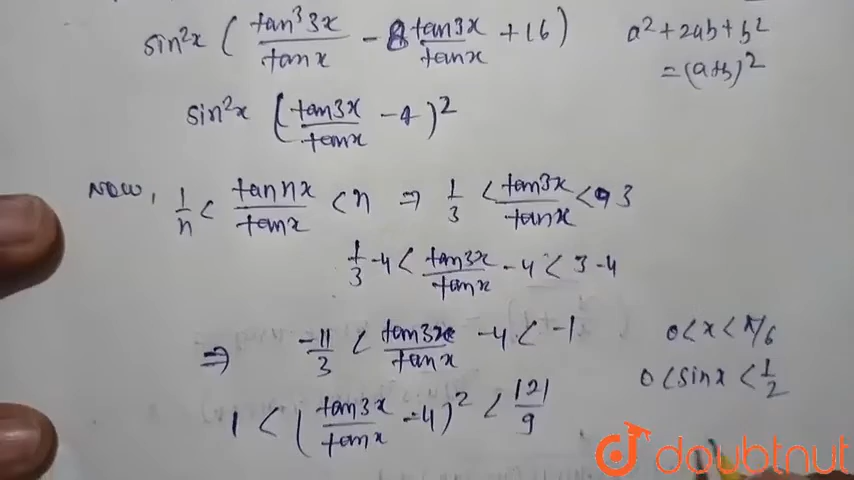 sin²x ( tan³3x / tanx − 8 tan3x / tanx + 16 )
a² + 2ab + b²
= (a+b)²
sin²x ( tan3x / tanx − 4 )²
Now, 1/n < tan nx / tanx < n ⇒ 1/3 < tan3x / tanx < 3
1/3 − 4 < tan3x / tanx − 4 < 3 − 4
⇒ −11/3 < tan3x / tanx − 4 < −1
0 < x < π/6
0 < sinx < 1/2
1 < ( tan3x / tanx − 4 )² < 121/9
doubtnut